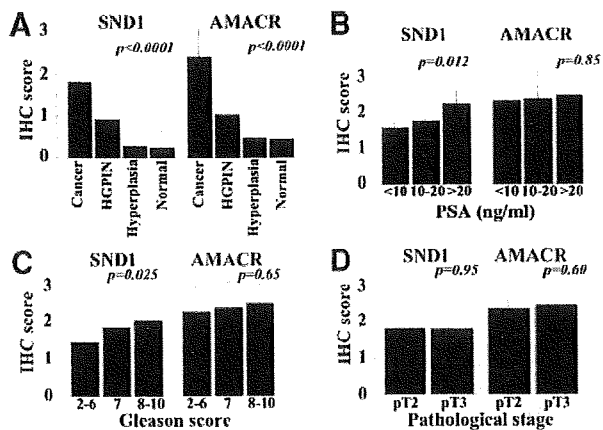 A
SND1 AMACR
p<0.0001 p<0.0001
IHC score
3
2
1
0
Cancer
HGPIN
Hyperplasia
Normal
Cancer
HGPIN
Hyperplasia
Normal
B
SND1 AMACR
p=0.012 p=0.85
IHC score
3
2
1
0
<10 10-20 >20 <10 10-20 >20
PSA (ng/ml)
C
SND1 AMACR
p=0.025 p=0.65
IHC score
3
2
1
0
2-6 7 8-10 2-6 7 8-10
Gleason score
D
SND1 AMACR
p=0.95 p=0.60
IHC score
3
2
1
0
pT2 pT3 pT2 pT3
Pathological stage